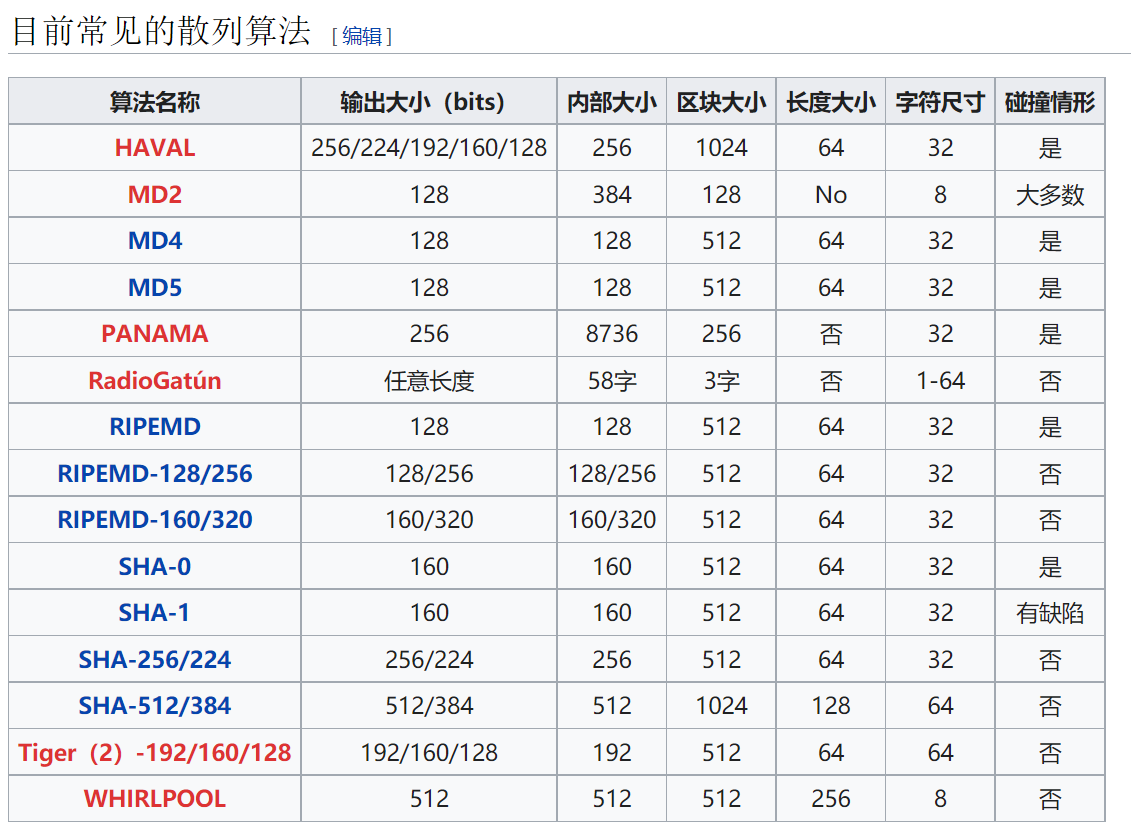 目前常见的散列算法 [编辑]
算法名称 输出大小（bits） 内部大小 区块大小 长度大小 字符尺寸 碰撞情形
HAVAL 256/224/192/160/128 256 1024 64 32 是
MD2 128 384 128 No 8 大多数
MD4 128 128 512 64 32 是
MD5 128 128 512 64 32 是
PANAMA 256 8736 256 否 32 是
RadioGatún 任意长度 58字 3字 否 1-64 否
RIPEMD 128 128 512 64 32 是
RIPEMD-128/256 128/256 128/256 512 64 32 否
RIPEMD-160/320 160/320 160/320 512 64 32 否
SHA-0 160 160 512 64 32 是
SHA-1 160 160 512 64 32 有缺陷
SHA-256/224 256/224 256 512 64 32 否
SHA-512/384 512/384 512 1024 128 64 否
Tiger（2）-192/160/128 192/160/128 192 512 64 64 否
WHIRLPOOL 512 512 512 256 8 否